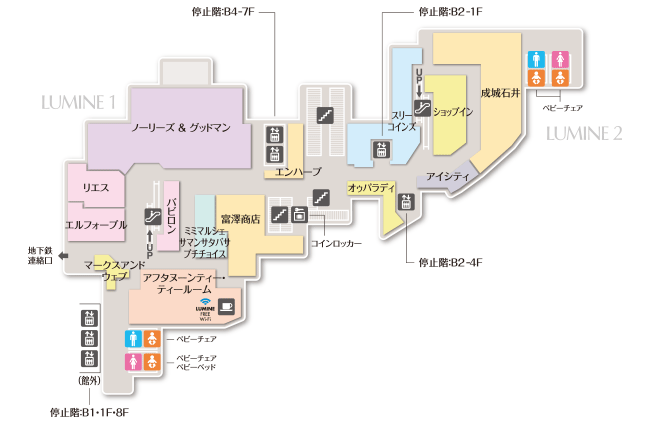 停止階:B4-7F
停止階:B2-1F
LUMINE 1
LUMINE 2
ベビーチェア
成城石井
UP
ショップイン
スリー
コインズ
ノーリーズ & グッドマン
エンハーブ
アイシティ
オゥパラディ
リエス
エルフォーブル
バビロン
UP
ミミマルシェ
サマンサタバサ
プチチョイス
富澤商店
コインロッカー
停止階:B2-4F
地下鉄
連絡口
マークスアンド
ウェブ
アフタヌーンティー・
ティールーム
LUMINE
FREE
Wi-Fi
ベビーチェア
ベビーチェア
ベビーベッド
(館外)
停止階:B1・1F・8F